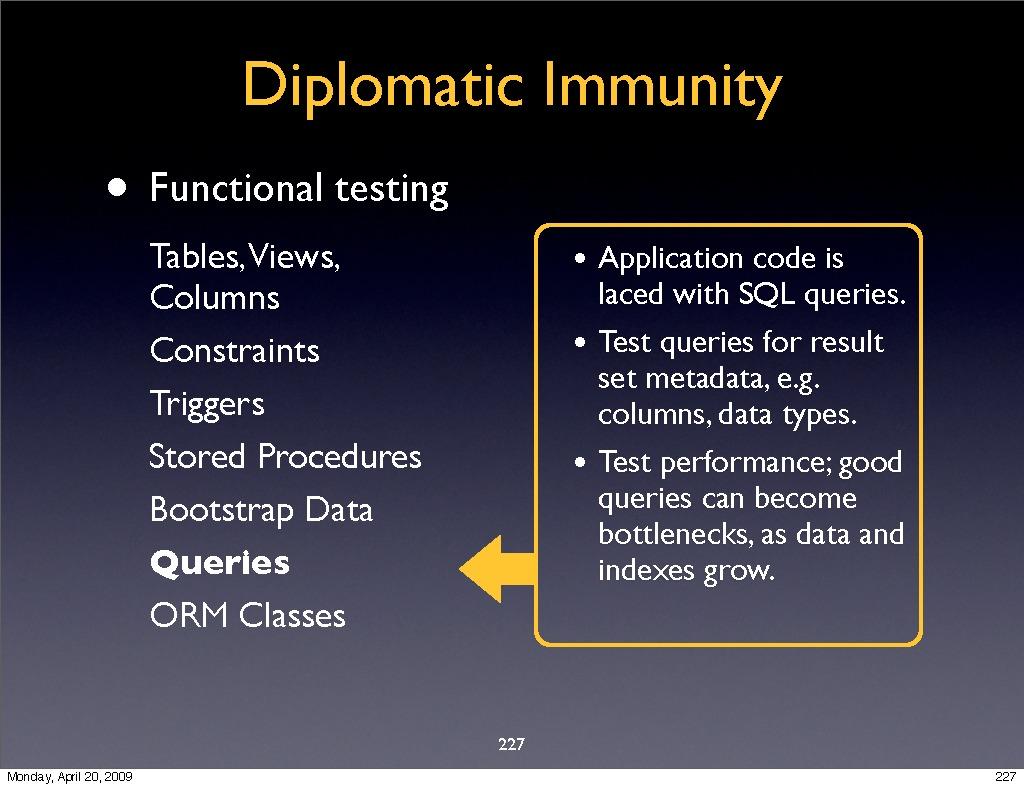 Diplomatic Immunity
• Functional testing
Tables, Views,
Columns
Constraints
Triggers
Stored Procedures
Bootstrap Data
Queries
ORM Classes
• Application code is
laced with SQL queries.
• Test queries for result
set metadata, e.g.
columns, data types.
• Test performance; good
queries can become
bottlenecks, as data and
indexes grow.
227
Monday, April 20, 2009
227